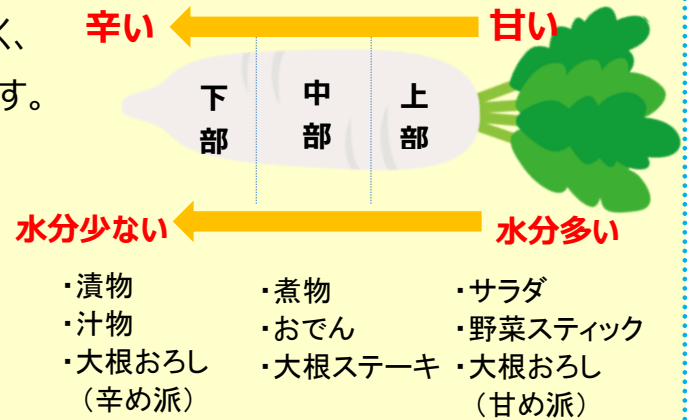 く、
す。
辛い
甘い
下部
中部
上部
水分少ない
水分多い
・漬物
・汁物
・大根おろし
（辛め派）
・煮物
・おでん
・大根ステーキ
・サラダ
・野菜スティック
・大根おろし
（甘め派）